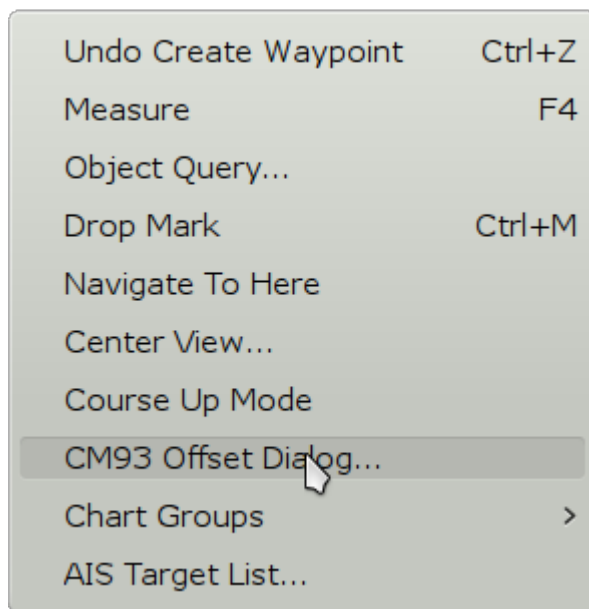 Undo Create Waypoint Ctrl+Z
Measure F4
Object Query...
Drop Mark Ctrl+M
Navigate To Here
Center View...
Course Up Mode
CM93 Offset Dialog...
Chart Groups >
AIS Target List...